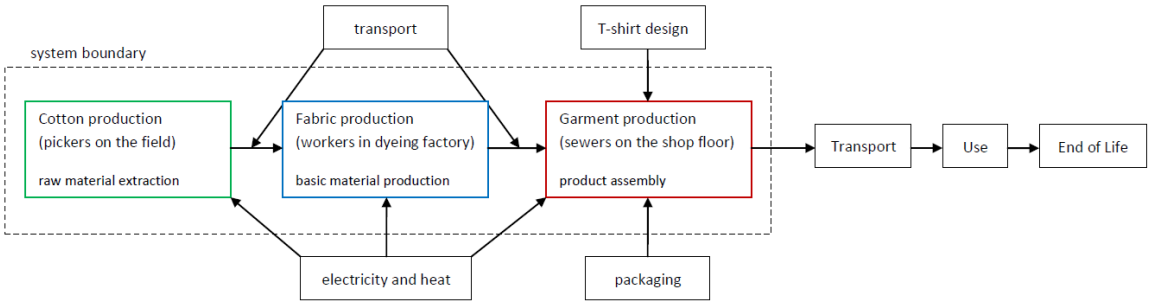 transport
T-shirt design
system boundary
Cotton production
(pickers on the field)
raw material extraction
Fabric production
(workers in dyeing factory)
basic material production
Garment production
(sewers on the shop floor)
product assembly
Transport
Use
End of Life
electricity and heat
packaging